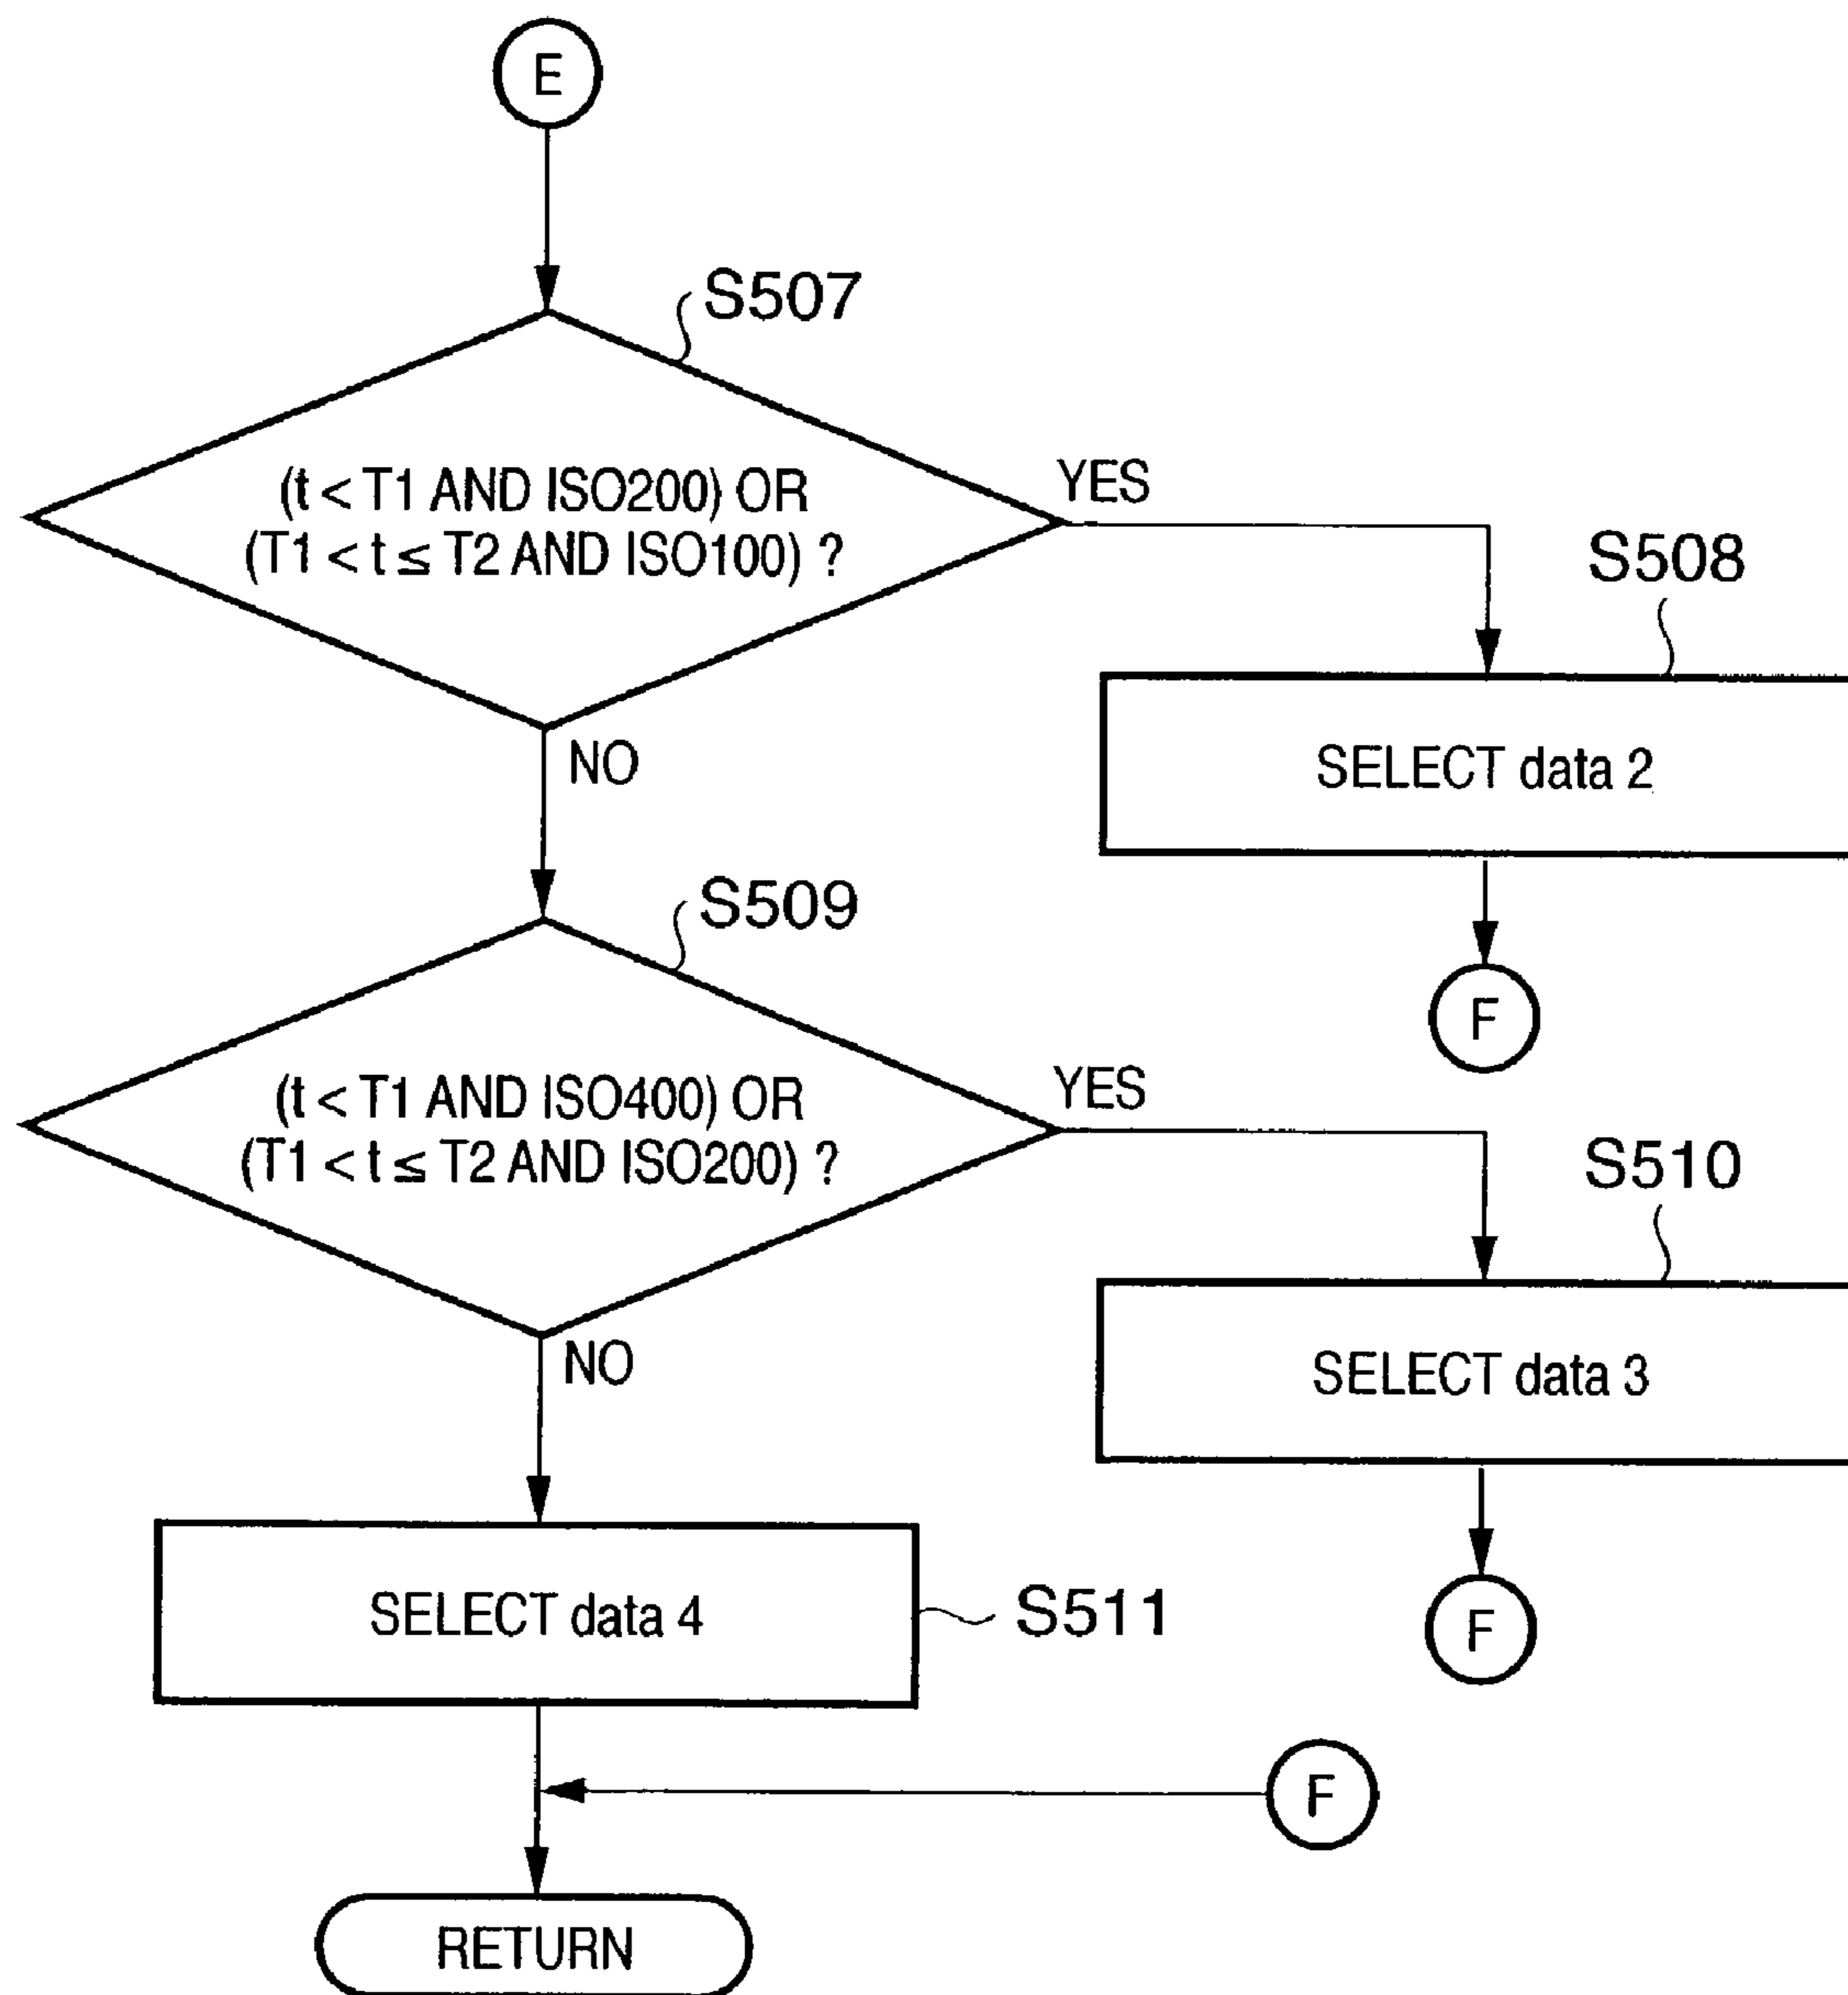 E
S507
(t < T1 AND ISO200) OR
(T1 < t ≤ T2 AND ISO100) ?
YES
S508
SELECT data 2
NO
F
S509
(t < T1 AND ISO400) OR
(T1 < t ≤ T2 AND ISO200) ?
YES
S510
SELECT data 3
NO
F
SELECT data 4
S511
F
RETURN